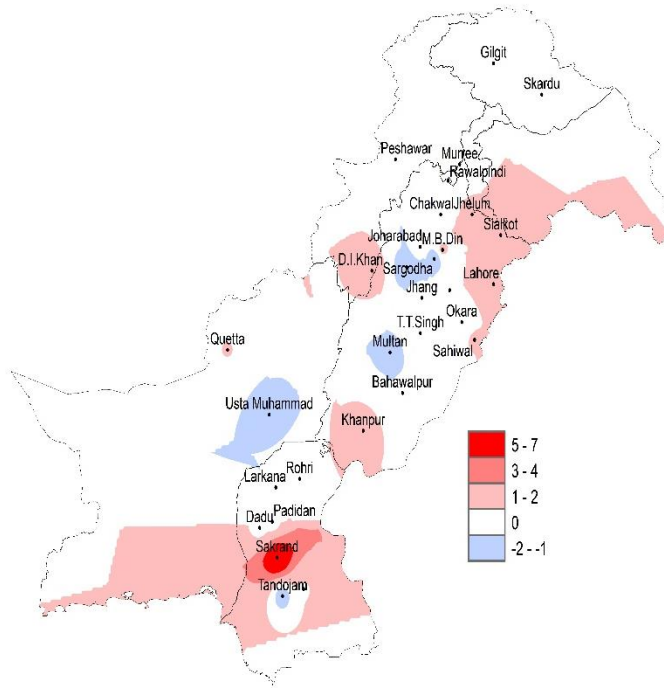 Gilgit
Skardu
Peshawar
Murree
Rawalpindi
Chakwal
Jhelum
Sialkot
Joharabad
M.B.Din
D.I.Khan
Sargodha
Lahore
Jhang
Okara
T.T.Singh
Sahiwal
Quetta
Multan
Bahawalpur
Usta Muhammad
Khanpur
5 - 7
3 - 4
1 - 2
0
-2 - -1
Rohri
Larkana
Padidan
Dadu
Sakrand
Tandojam